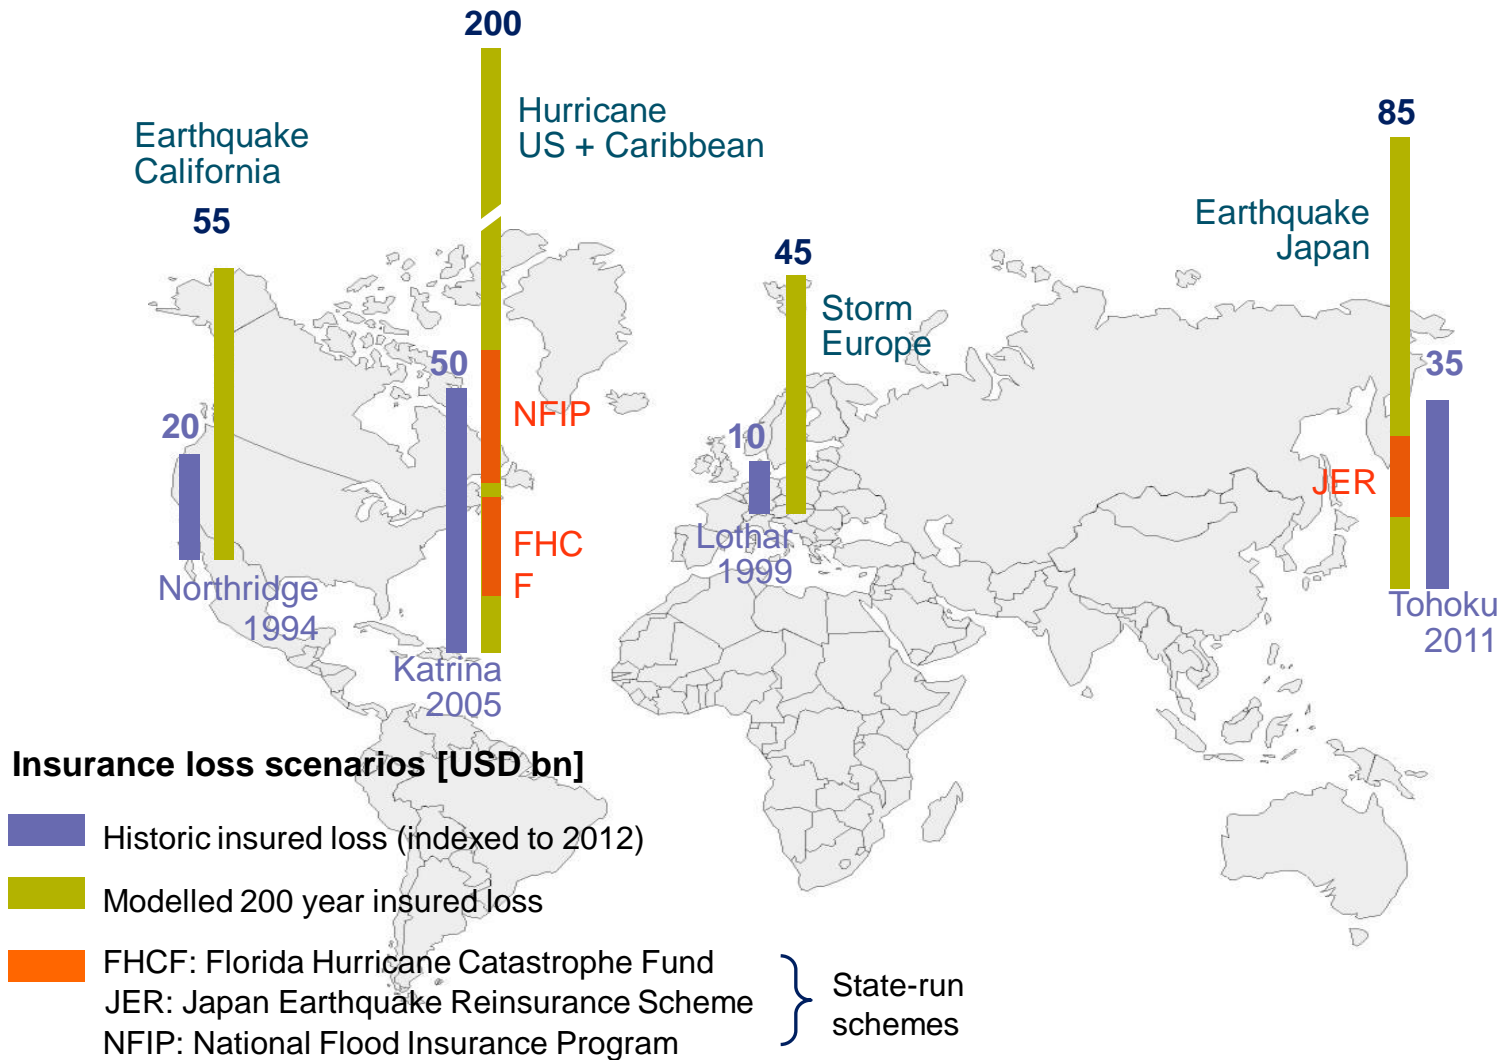 200
Hurricane
US + Caribbean
Earthquake
California
55
85
Earthquake
Japan
45
Storm
Europe
50
20
NFIP
FHC
F
10
Lothar
1999
35
JER
Northridge
1994
Katrina
2005
Tohoku
2011
Insurance loss scenarios [USD bn]
Historic insured loss (indexed to 2012)
Modelled 200 year insured loss
FHCF: Florida Hurricane Catastrophe Fund
JER: Japan Earthquake Reinsurance Scheme
NFIP: National Flood Insurance Program
State-run
schemes